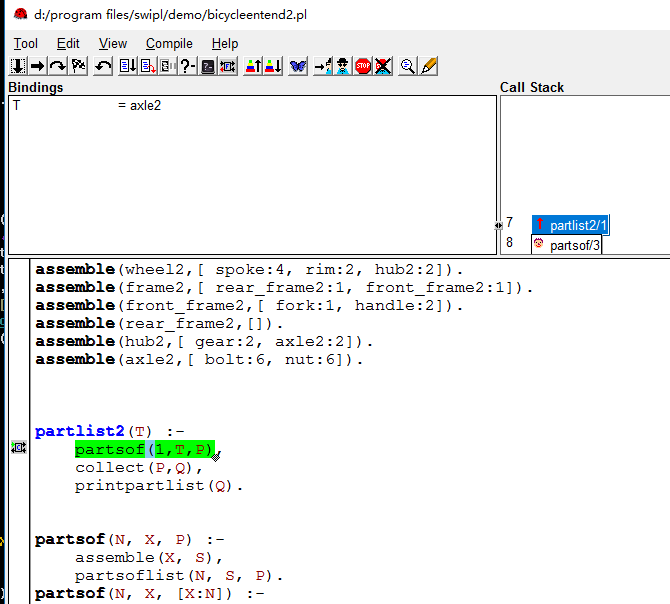 d:/program files/swipl/demo/bicycleentend2.pl
Tool Edit View Compile Help
Bindings
Call Stack
T = axle2
7 partlist2/1
8 partsof/3
assemble(wheel2,[ spoke:4, rim:2, hub2:2]).
assemble(frame2,[ rear_frame2:1, front_frame2:1]).
assemble(front_frame2,[ fork:1, handle:2]).
assemble(rear_frame2,[]).
assemble(hub2,[ gear:2, axle2:2]).
assemble(axle2,[ bolt:6, nut:6]).
partlist2(T) :-
partsof(1,T,P),
collect(P,Q),
printpartlist(Q).
partsof(N, X, P) :-
assemble(X, S),
partsoflist(N, S, P).
partsof(N, X, [X:N]) :-